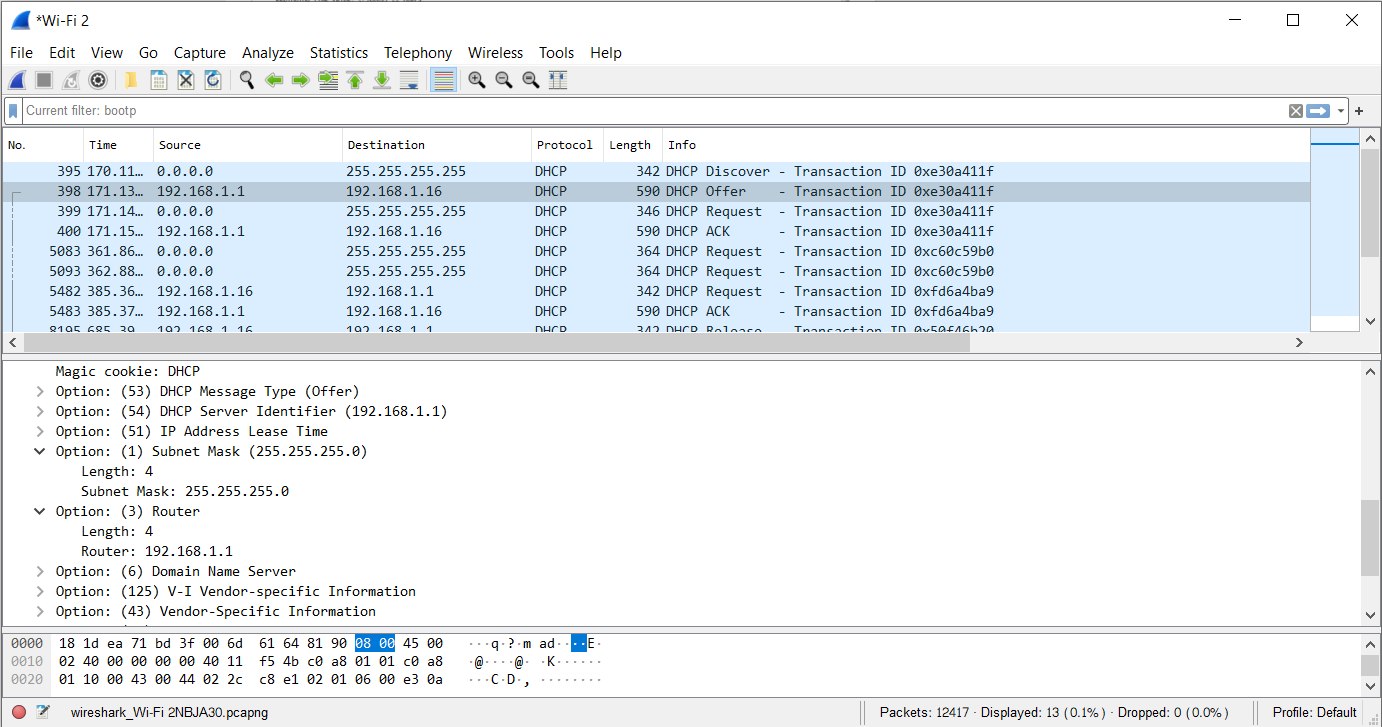 *Wi-Fi 2
File Edit View Go Capture Analyze Statistics Telephony Wireless Tools Help
Current filter: bootp
No. Time Source Destination Protocol Length Info
395 170.11… 0.0.0.0 255.255.255.255 DHCP 342 DHCP Discover - Transaction ID 0xe30a411f
398 171.13… 192.168.1.1 192.168.1.16 DHCP 590 DHCP Offer - Transaction ID 0xe30a411f
399 171.14… 0.0.0.0 255.255.255.255 DHCP 346 DHCP Request - Transaction ID 0xe30a411f
400 171.15… 192.168.1.1 192.168.1.16 DHCP 590 DHCP ACK - Transaction ID 0xe30a411f
5083 361.86… 0.0.0.0 255.255.255.255 DHCP 364 DHCP Request - Transaction ID 0xc60c59b0
5093 362.88… 0.0.0.0 255.255.255.255 DHCP 364 DHCP Request - Transaction ID 0xc60c59b0
5482 385.36… 192.168.1.16 192.168.1.1 DHCP 342 DHCP Request - Transaction ID 0xfd6a4ba9
5483 385.37… 192.168.1.1 192.168.1.16 DHCP 590 DHCP ACK - Transaction ID 0xfd6a4ba9
8195 685.39… 192.168.1.16 192.168.1.1 DHCP 342 DHCP Release - Transaction ID 0x50f46b20
Magic cookie: DHCP
Option: (53) DHCP Message Type (Offer)
Option: (54) DHCP Server Identifier (192.168.1.1)
Option: (51) IP Address Lease Time
Option: (1) Subnet Mask (255.255.255.0)
Length: 4
Subnet Mask: 255.255.255.0
Option: (3) Router
Length: 4
Router: 192.168.1.1
Option: (6) Domain Name Server
Option: (125) V-I Vendor-specific Information
Option: (43) Vendor-Specific Information
0000 18 1d ea 71 bd 3f 00 6d 61 64 81 90 08 00 45 00 ···q·?·m ad····E·
0010 02 40 00 00 00 00 40 11 f5 4b c0 a8 01 01 c0 a8 ·@····@· ·K······
0020 01 10 00 43 00 44 02 2c c8 e1 02 01 06 00 e3 0a ···C·D·, ········
wireshark_Wi-Fi 2NBJA30.pcapng Packets: 12417 · Displayed: 13 (0.1%) · Dropped: 0 (0.0%) Profile: Default